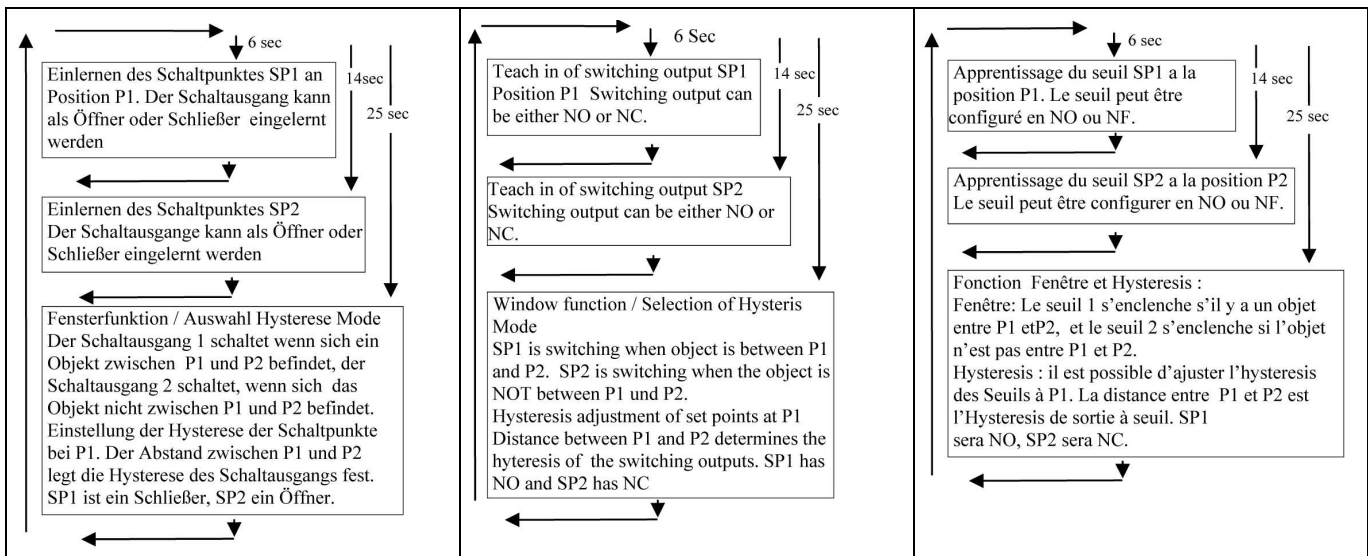 6 sec
14sec
25 sec
Einlernen des Schaltpunktes SP1 an
Position P1. Der Schaltausgang kann
als Öffner oder Schließer eingelernt
werden
Einlernen des Schaltpunktes SP2
Der Schaltausgange kann als Öffner oder
Schließer eingelernt werden
Fensterfunktion / Auswahl Hysterese Mode
Der Schaltausgang 1 schaltet wenn sich ein
Objekt zwischen P1 und P2 befindet, der
Schaltausgang 2 schaltet, wenn sich das
Objekt nicht zwischen P1 und P2 befindet.
Einstellung der Hysterese der Schaltpunkte
bei P1. Der Abstand zwischen P1 und P2
legt die Hysterese des Schaltausgangs fest.
SP1 ist ein Schließer, SP2 ein Öffner.
6 Sec
14 sec
25 sec
Teach in of switching output SP1
Position P1 Switching output can
be either NO or NC.
Teach in of switching output SP2
Switching output can be either NO or
NC.
Window function / Selection of Hysteris
Mode
SP1 is switching when object is between P1
and P2. SP2 is switching when the object is
NOT between P1 und P2.
Hysteresis adjustment of set points at P1
Distance between P1 and P2 determines the
hyteresis of the switching outputs. SP1 has
NO and SP2 has NC
6 sec
14 sec
25 sec
Apprentissage du seuil SP1 a la
position P1. Le seuil peut être
configuré en NO ou NF.
Apprentissage du seuil SP2 a la position P2
Le seuil peut être configurer en NO ou NF.
Fonction Fenêtre et Hysteresis :
Fenêtre: Le seuil 1 s’enclenche s’il y a un objet
entre P1 etP2, et le seuil 2 s’enclenche si l’objet
n’est pas entre P1 et P2.
Hysteresis : il est possible d’ajuster l’hysteresis
des Seuils à P1. La distance entre P1 et P2 est
l’Hysteresis de sortie à seuil. SP1
sera NO, SP2 sera NC.